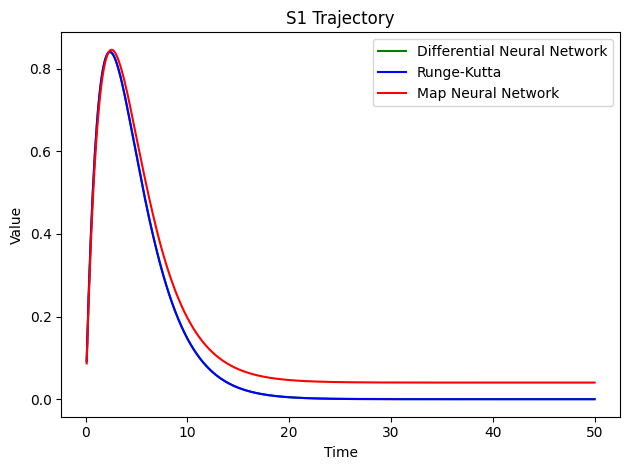 S1 Trajectory
Differential Neural Network
Runge-Kutta
Map Neural Network
Value
0.8
0.6
0.4
0.2
0.0
0 10 20 30 40 50
Time